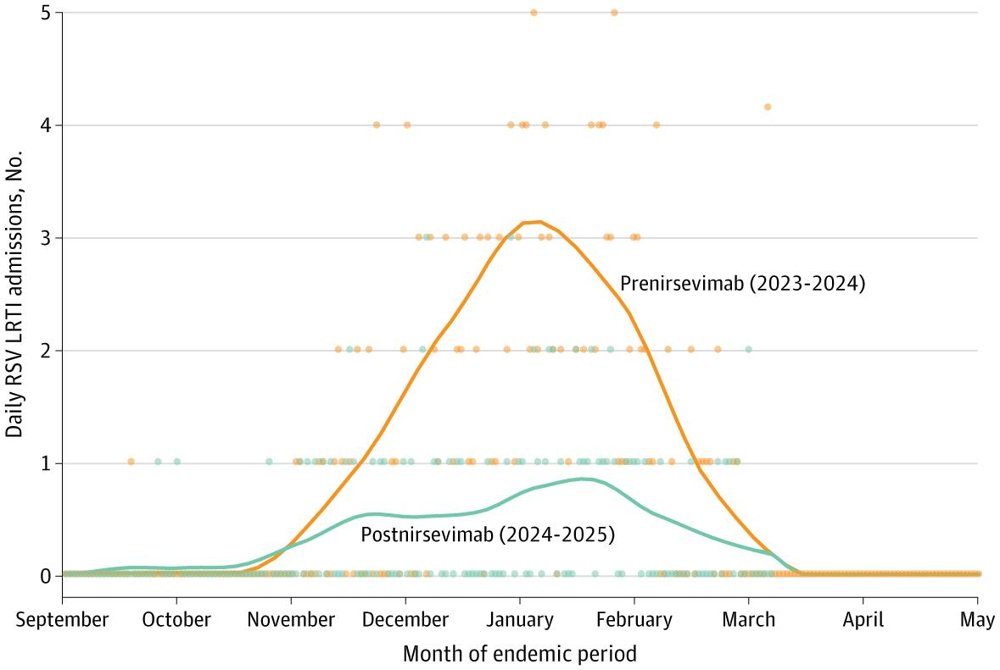 5
4
3
2
1
0
Daily RSV LRTI admissions, No.
Prenirsevimab (2023-2024)
Postnirsevimab (2024-2025)
September October November December January February March April May
Month of endemic period